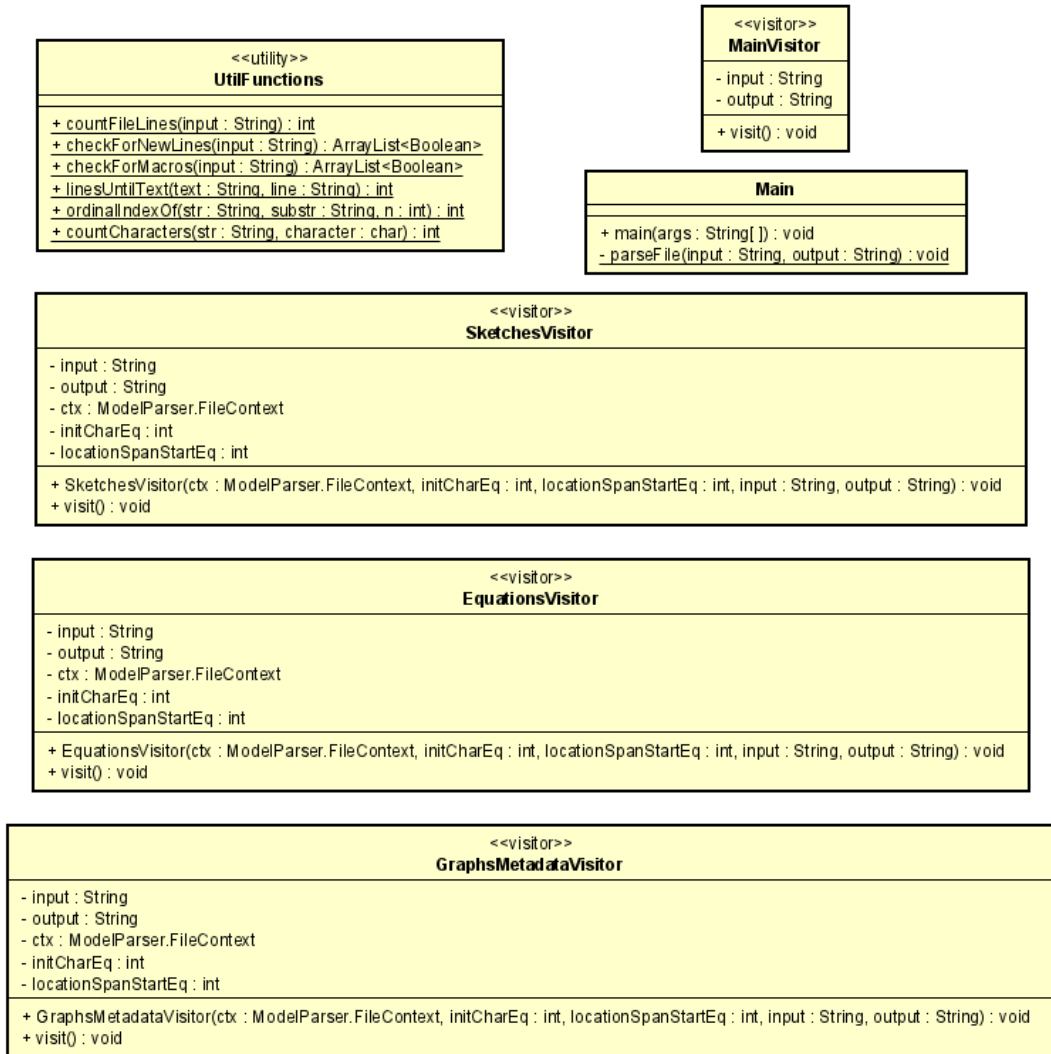 <<utility>>
UtilFunctions
+ countFileLines(input : String) : int
+ checkForNewLines(input : String) : ArrayList<Boolean>
+ checkForMacros(input : String) : ArrayList<Boolean>
+ linesUntilText(text : String, line : String) : int
+ ordinalIndexOf(str : String, substr : String, n : int) : int
+ countCharacters(str : String, character : char) : int
<<visitor>>
MainVisitor
- input : String
- output : String
+ visit() : void
Main
+ main(args : String[ ]) : void
- parseFile(input : String, output : String) : void
<<visitor>>
SketchesVisitor
- input : String
- output : String
- ctx : ModelParser.FileContext
- initCharEq : int
- locationSpanStartEq : int
+ SketchesVisitor(ctx : ModelParser.FileContext, initCharEq : int, locationSpanStartEq : int, input : String, output : String) : void
+ visit() : void
<<visitor>>
EquationsVisitor
- input : String
- output : String
- ctx : ModelParser.FileContext
- initCharEq : int
- locationSpanStartEq : int
+ EquationsVisitor(ctx : ModelParser.FileContext, initCharEq : int, locationSpanStartEq : int, input : String, output : String) : void
+ visit() : void
<<visitor>>
GraphsMetadataVisitor
- input : String
- output : String
- ctx : ModelParser.FileContext
- initCharEq : int
- locationSpanStartEq : int
+ GraphsMetadataVisitor(ctx : ModelParser.FileContext, initCharEq : int, locationSpanStartEq : int, input : String, output : String) : void
+ visit() : void